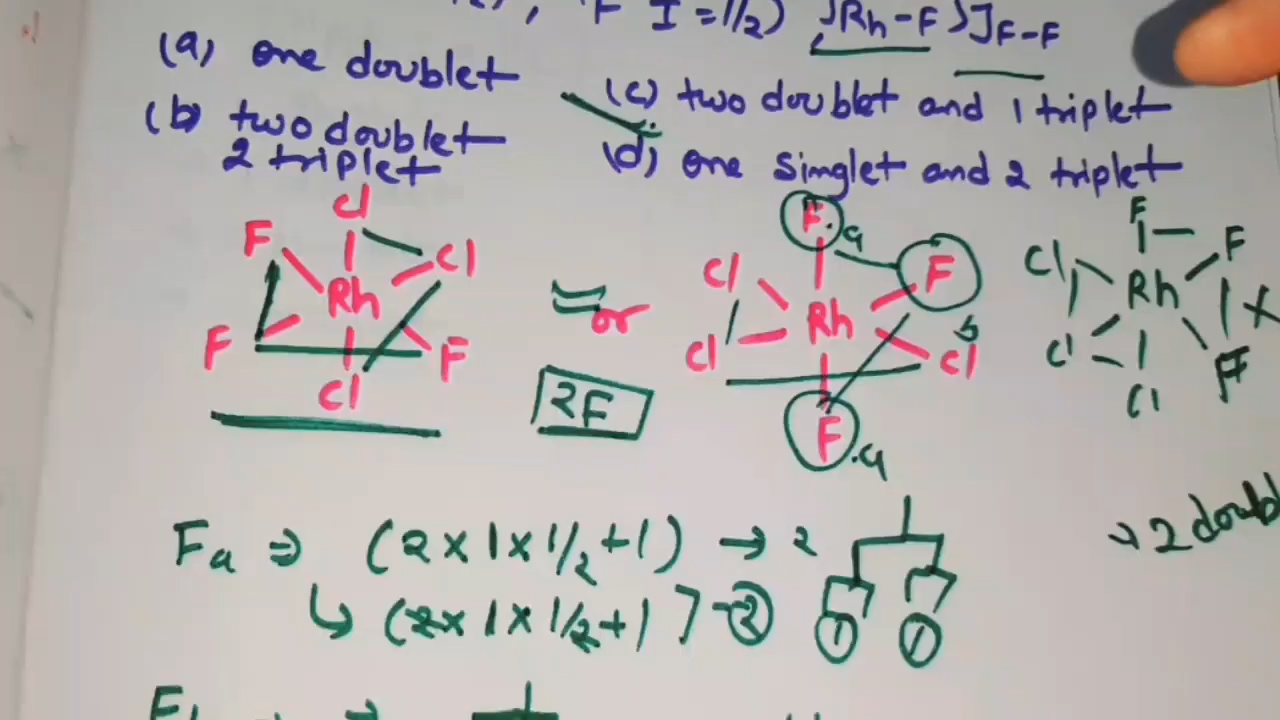 F I = 1/2) , JRh-F > JF-F
(a) one doublet
(c) two doublet and 1 triplet
(b) two doublet
2 triplet
(d) one singlet and 2 triplet
Cl
F Cl
Rh
F F
Cl
= or
2F
F a
Cl F
Rh b
Cl Cl
F a
F
Cl F
Rh X
Cl F
Cl
Fa ⇒ (2 × 1 × 1/2 + 1) → 2
↳ (2 × 1 × 1/2 + 1) - 2
1 1
→ 2 doubl